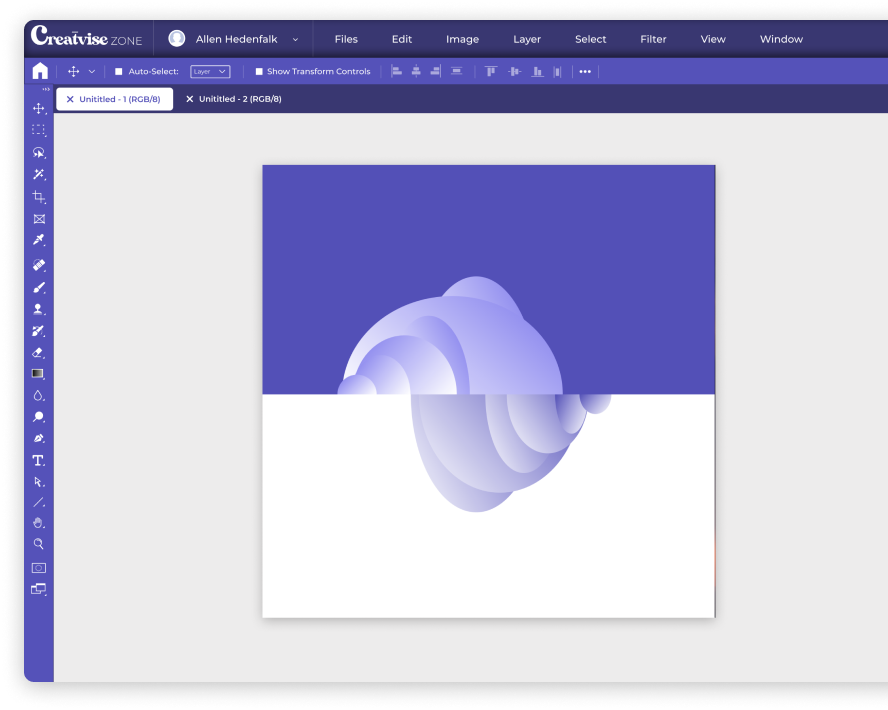 Creatvise ZONE
Allen Hedenfalk
Files
Edit
Image
Layer
Select
Filter
View
Window
Auto-Select:
Layer
Show Transform Controls
Unititled - 1 (RGB/8)
Unititled - 2 (RGB/8)
T